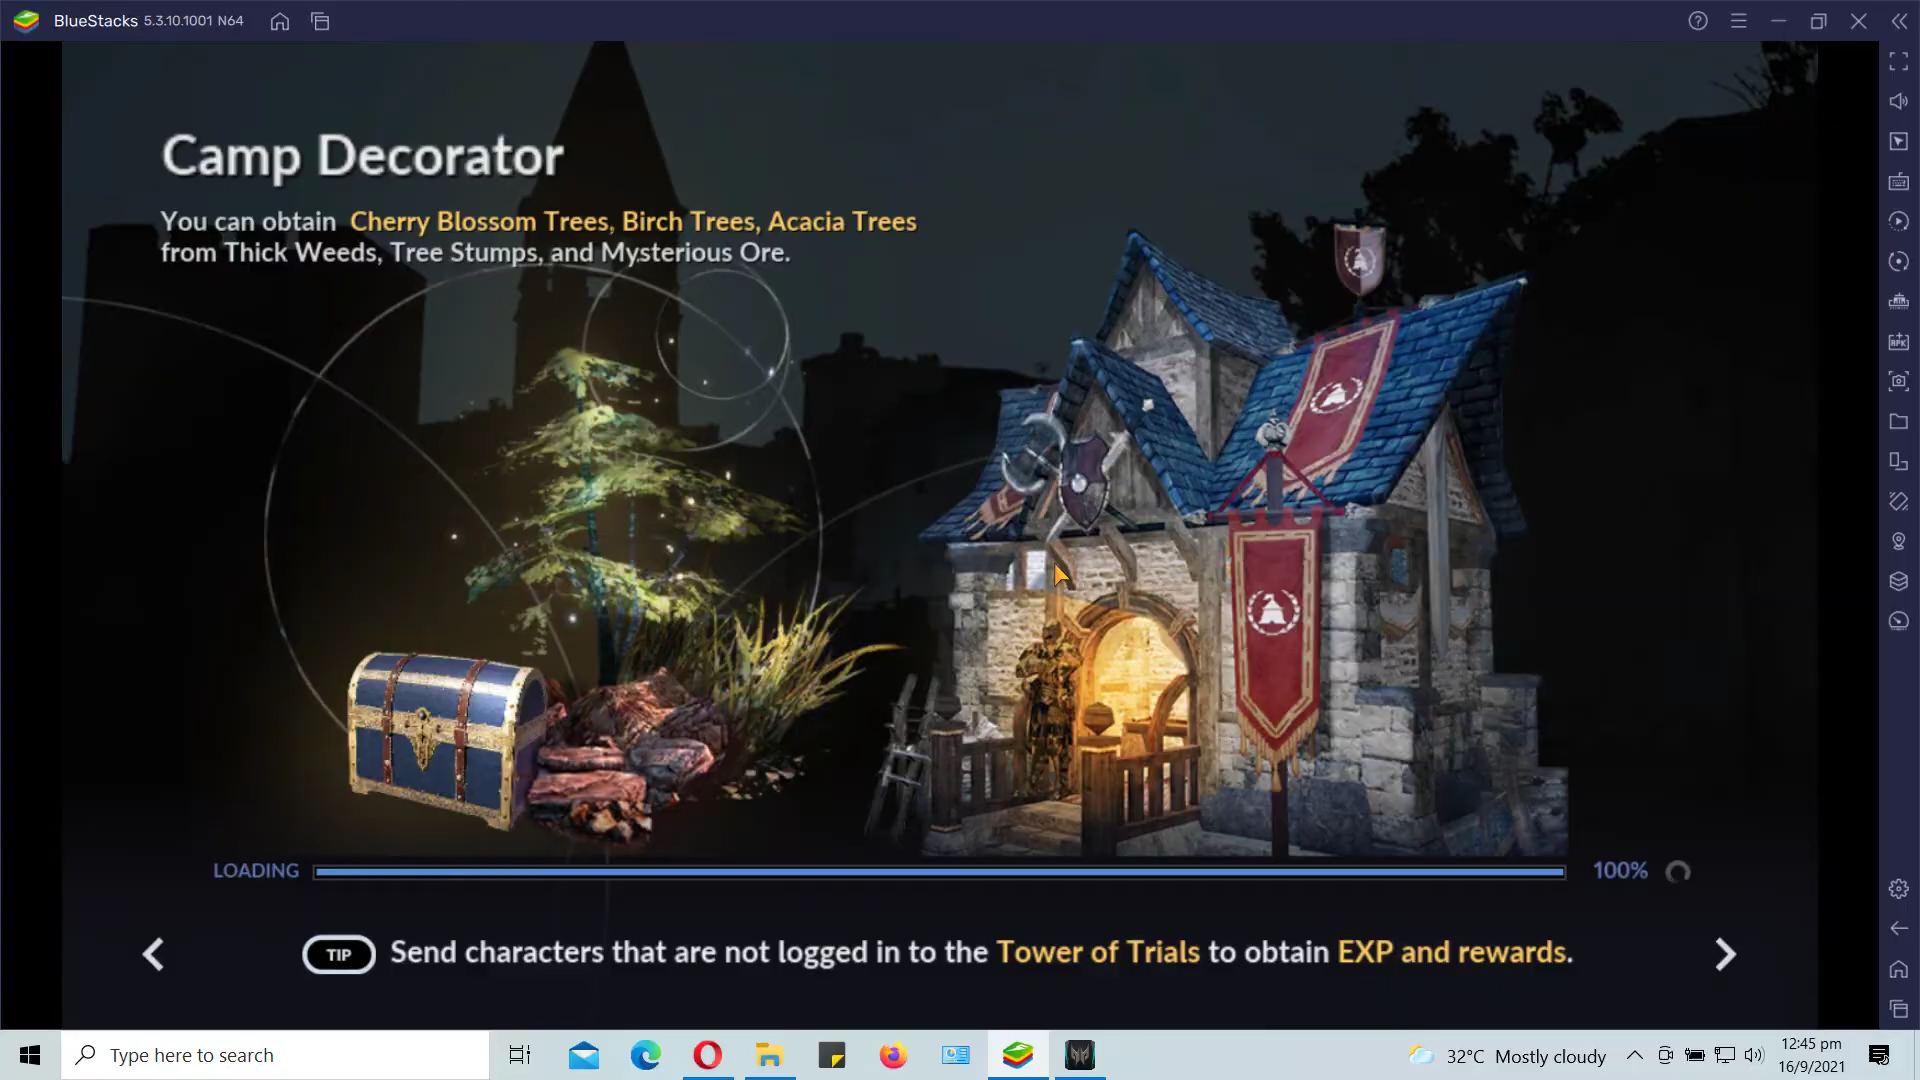 BlueStacks 5.3.10.1001 N64
Camp Decorator
You can obtain Cherry Blossom Trees, Birch Trees, Acacia Trees
from Thick Weeds, Tree Stumps, and Mysterious Ore.
LOADING 100%
TIP Send characters that are not logged in to the Tower of Trials to obtain EXP and rewards.
Type here to search
32°C Mostly cloudy
12:45 pm
16/9/2021